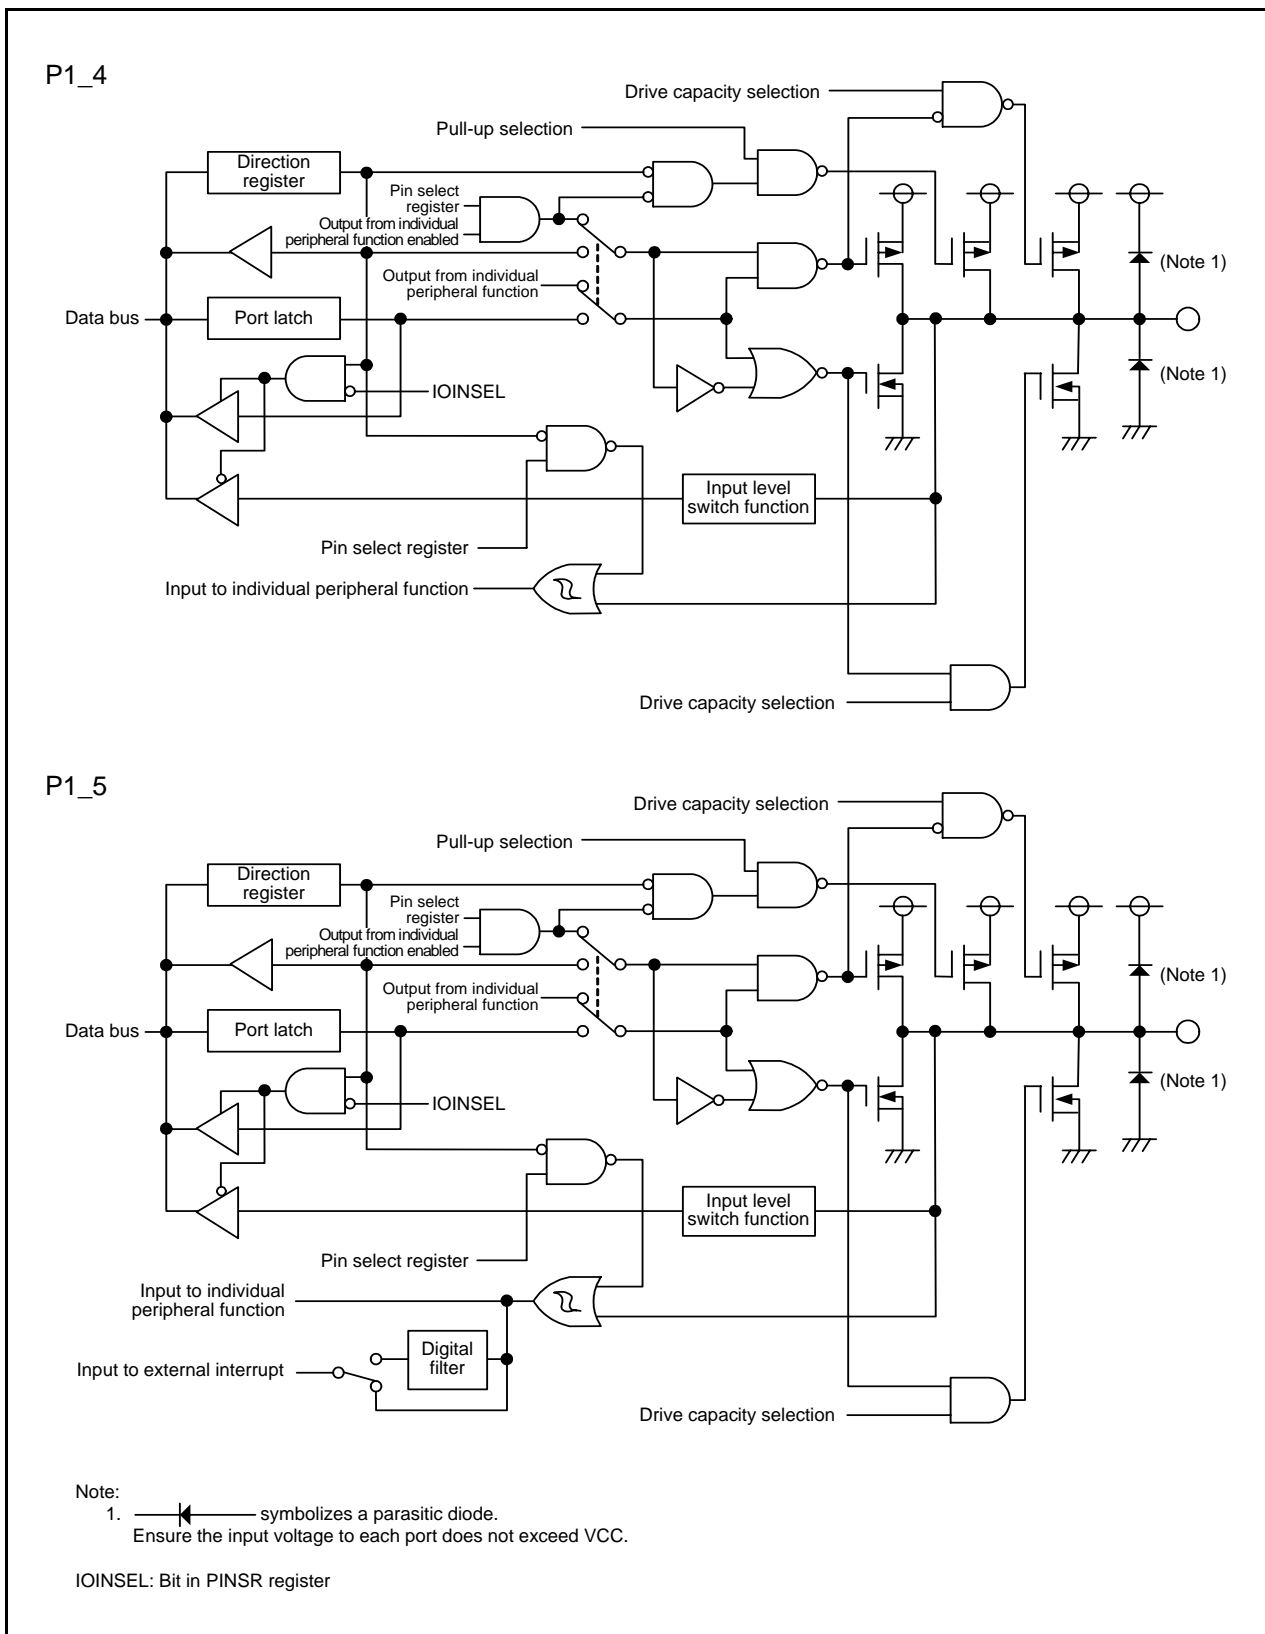 P1_4
Drive capacity selection
Pull-up selection
Direction
register
Pin select
register
Output from individual
peripheral function enabled
(Note 1)
Output from individual
peripheral function
Data bus
Port latch
(Note 1)
IOINSEL
Input level
switch function
Pin select register
Input to individual peripheral function
Drive capacity selection
P1_5
Drive capacity selection
Pull-up selection
Direction
register
Pin select
register
Output from individual
peripheral function enabled
(Note 1)
Output from individual
peripheral function
Data bus
Port latch
(Note 1)
IOINSEL
Input level
switch function
Pin select register
Input to individual
peripheral function
Digital
filter
Input to external interrupt
Drive capacity selection
Note:
1. symbolizes a parasitic diode.
Ensure the input voltage to each port does not exceed VCC.
IOINSEL: Bit in PINSR register